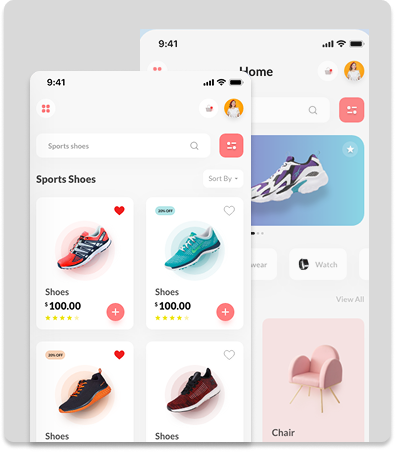 9:41
Home
9:41
Sports shoes
Sports Shoes
Sort By
20% OFF
Shoes
$100.00
Shoes
$100.00
wear
Watch
View All
20% OFF
Shoes
Shoes
Chair